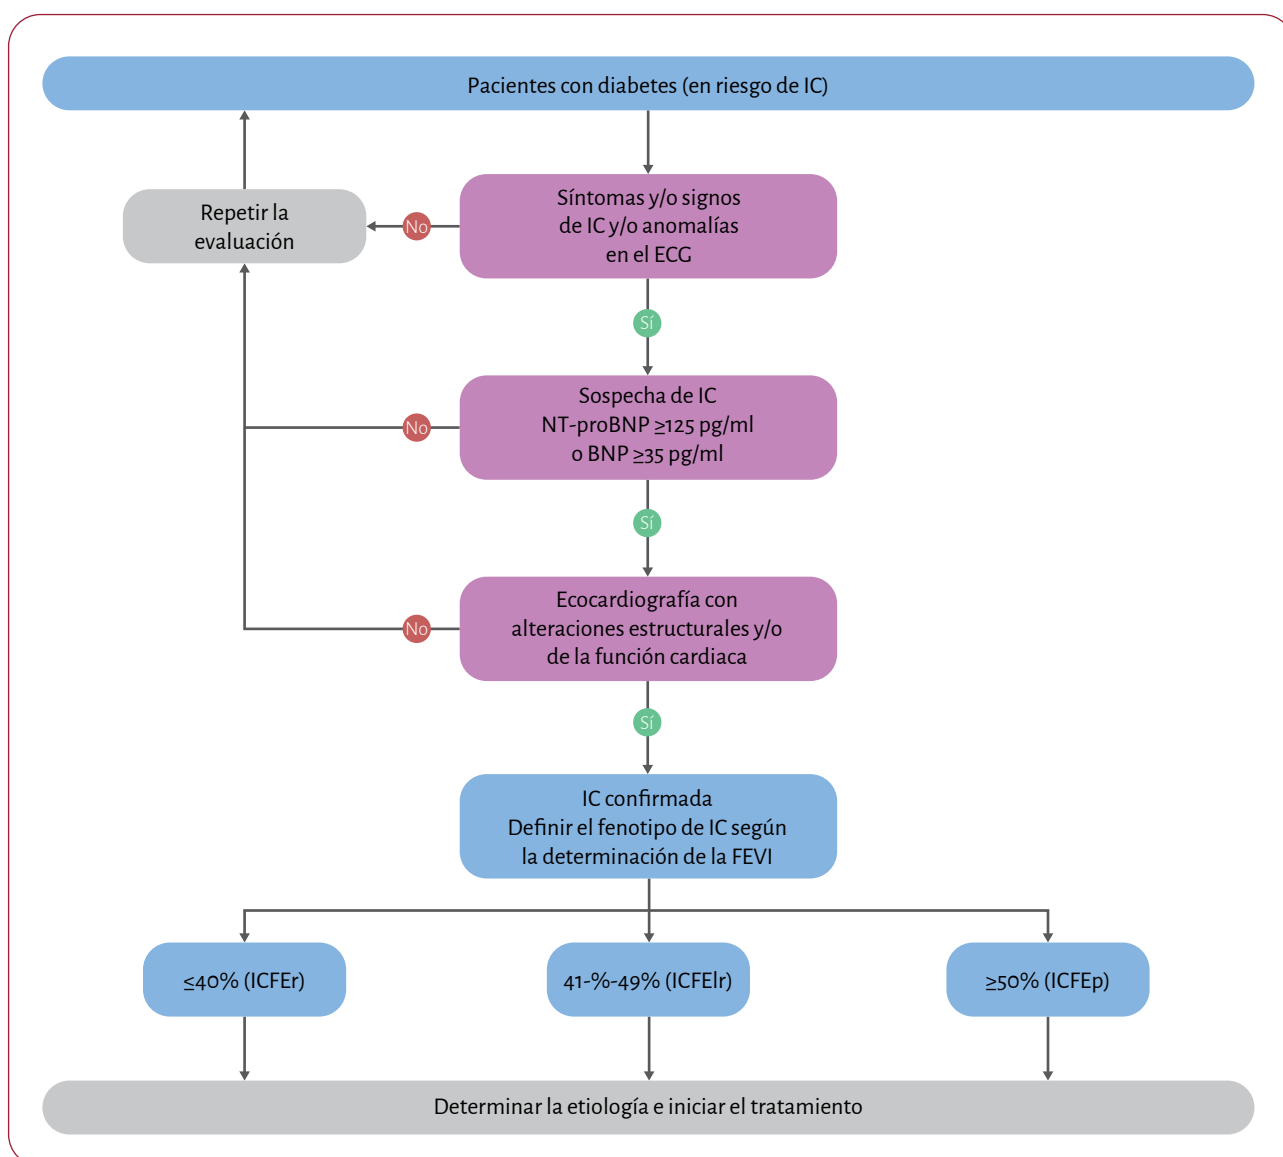 Pacientes con diabetes (en riesgo de IC)
Síntomas y/o signos
de IC y/o anomalías
en el ECG
No
Repetir la
evaluación
Sí
Sospecha de IC
NT-proBNP ≥125 pg/ml
o BNP ≥35 pg/ml
No
Sí
Ecocardiografía con
alteraciones estructurales y/o
de la función cardiaca
No
Sí
IC confirmada
Definir el fenotipo de IC según
la determinación de la FEVI
≤40% (ICFEr)
41-%-49% (ICFElr)
≥50% (ICFEp)
Determinar la etiología e iniciar el tratamiento